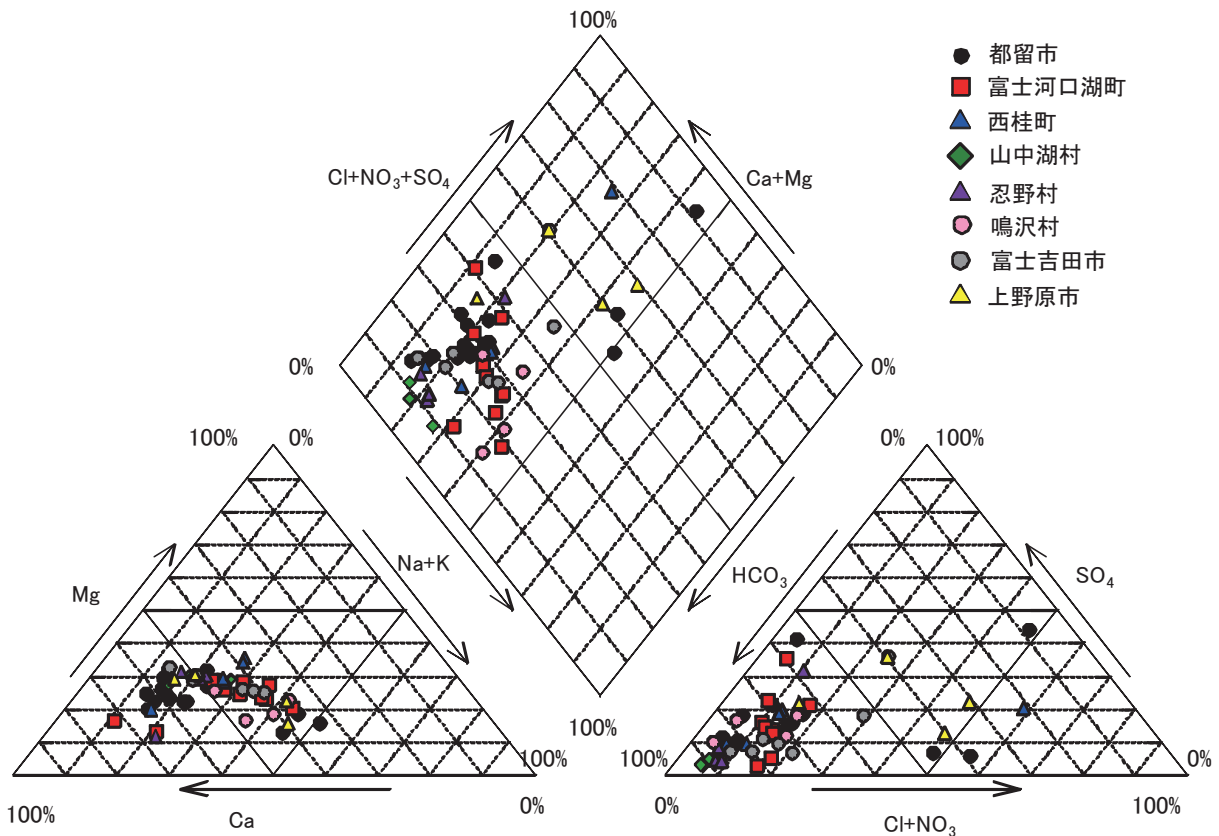 100%
都留市
富士河口湖町
西桂町
山中湖村
忍野村
鳴沢村
富士吉田市
上野原市
Cl+NO₃+SO₄
Ca+Mg
0%
0%
100%
0%
0%
100%
Mg
Na+K
HCO₃
SO₄
100%
100%
100%
0%
100%
Ca
0%
0%
Cl+NO₃
100%